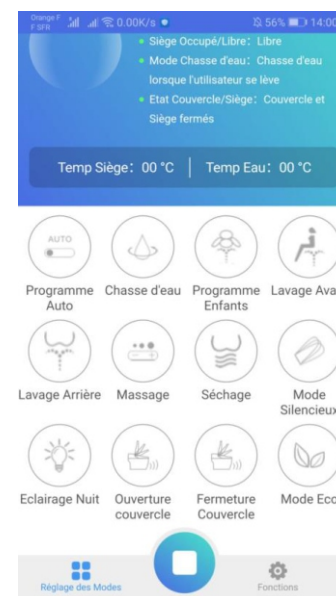 Orange F
F SFR
0.00K/s
56%
14:00
Siège Occupé/Libre: Libre
Mode Chasse d'eau: Chasse d'eau
lorsque l'utilisateur se lève
Etat Couvercle/Siège: Couvercle et
Siège fermés
Temp Siège: 00 °C
Temp Eau: 00 °C
AUTO
Programme
Auto
Chasse d'eau
Programme
Enfants
Lavage Ava
Lavage Arrière
Massage
Séchage
Mode
Silencieux
Eclairage Nuit
Ouverture
couvercle
Fermeture
Couvercle
Mode Eco
Réglage des Modes
Fonctions